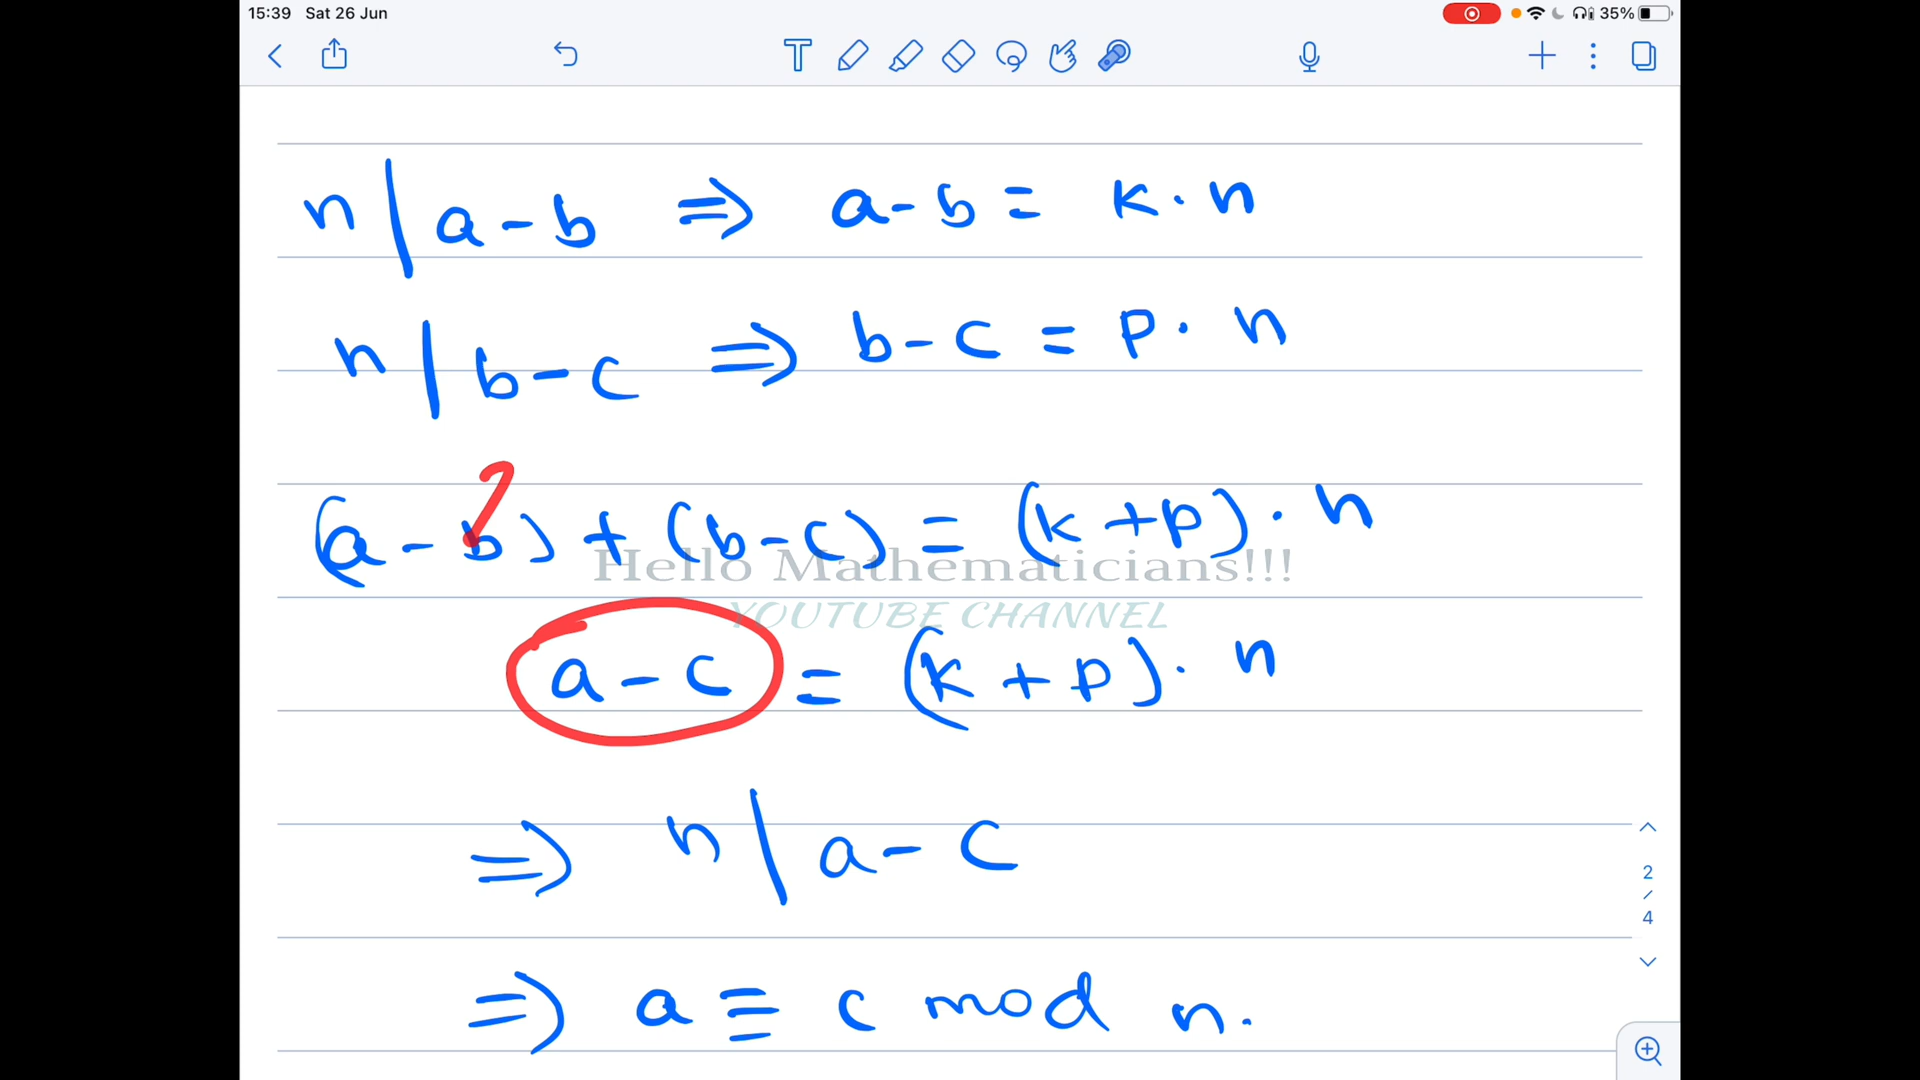 15:39 Sat 26 Jun
35%
n | a - b ⇒ a - b = k · n
n | b - c ⇒ b - c = p · n
(a - b) + (b - c) = (k + p) · n
Hello Mathematicians!!!
YOUTUBE CHANNEL
a - c = (k + p) · n
⇒ n | a - c
2
/
4
⇒ a ≡ c mod n.